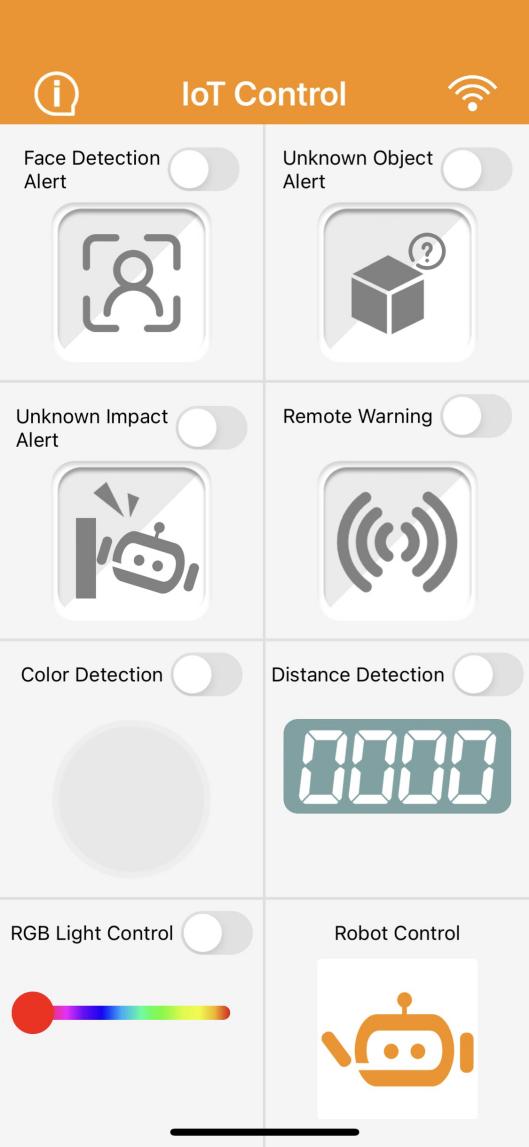 IoT Control
Face Detection
Alert
Unknown Object
Alert
?
Unknown Impact
Alert
Remote Warning
Color Detection
Distance Detection
0000
RGB Light Control
Robot Control